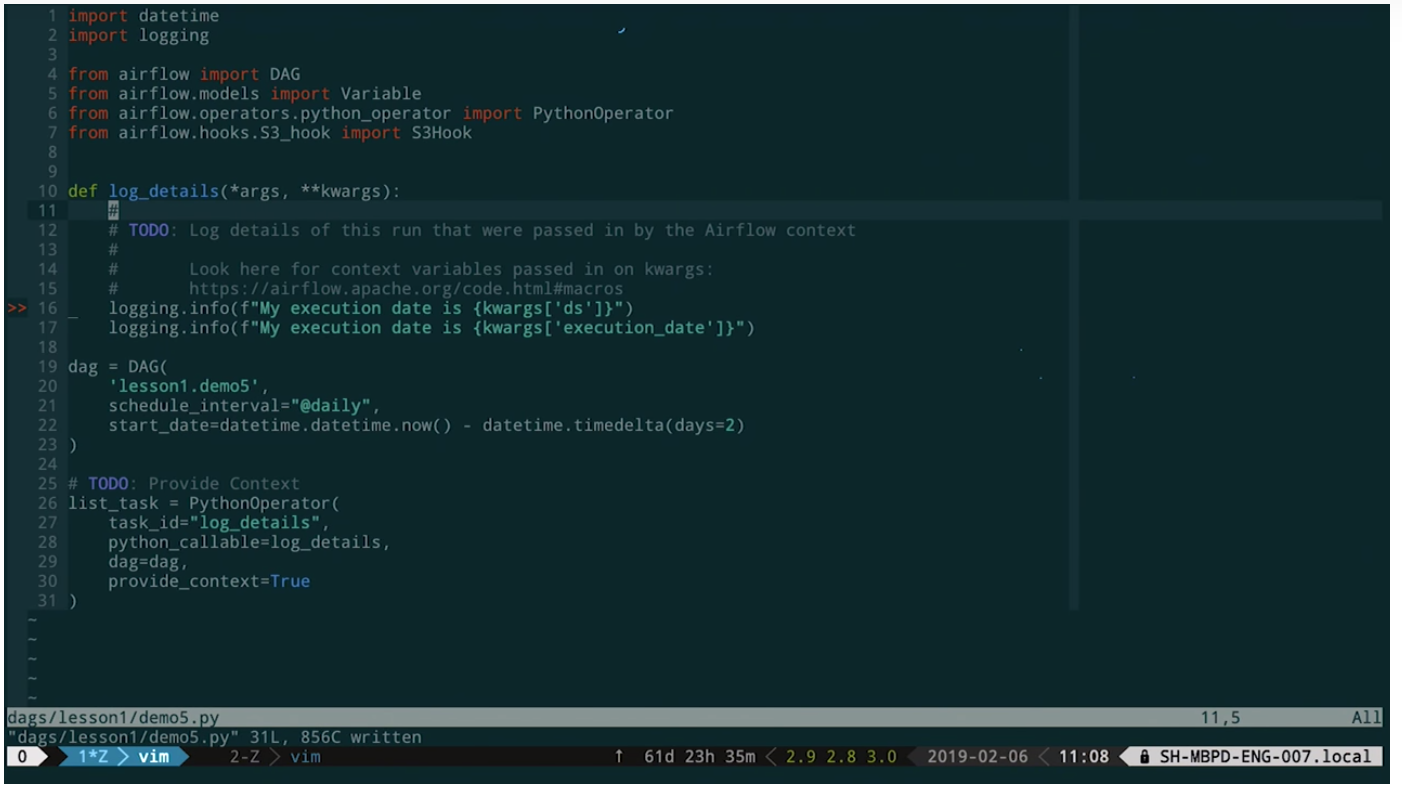 1 import datetime
2 import logging
3
4 from airflow import DAG
5 from airflow.models import Variable
6 from airflow.operators.python_operator import PythonOperator
7 from airflow.hooks.S3_hook import S3Hook
8
9
10 def log_details(*args, **kwargs):
11     #
12     # TODO: Log details of this run that were passed in by the Airflow context
13     #
14     #       Look here for context variables passed in on kwargs:
15     #       https://airflow.apache.org/code.html#macros
>> 16 _   logging.info(f"My execution date is {kwargs['ds']}")
17     logging.info(f"My execution date is {kwargs['execution_date']}")
18
19 dag = DAG(
20     'lesson1.demo5',
21     schedule_interval="@daily",
22     start_date=datetime.datetime.now() - datetime.timedelta(days=2)
23 )
24
25 # TODO: Provide Context
26 list_task = PythonOperator(
27     task_id="log_details",
28     python_callable=log_details,
29     dag=dag,
30     provide_context=True
31 )
~
~
~
~
~
dags/lesson1/demo5.py 11,5 All
"dags/lesson1/demo5.py" 31L, 856C written
0 1*Z vim 2-Z vim ↑ 61d 23h 35m 2.9 2.8 3.0 2019-02-06 11:08 SH-MBPD-ENG-007.local